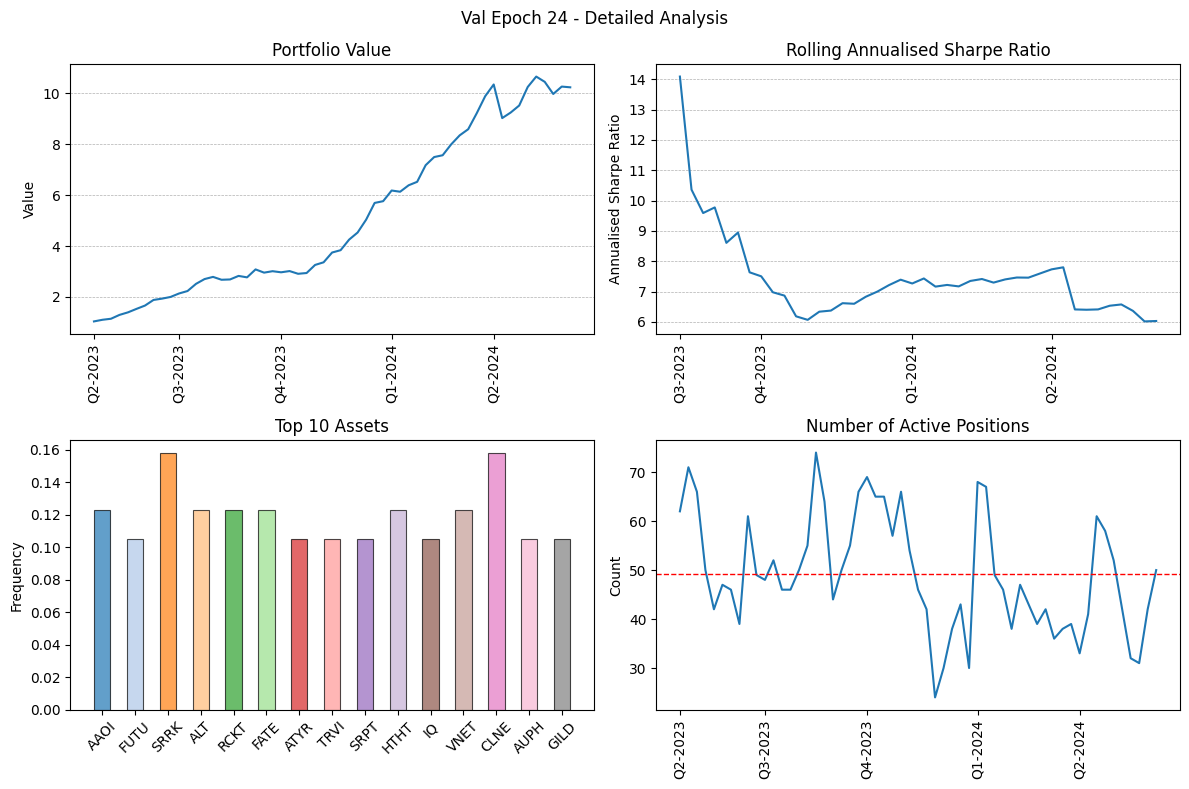 Val Epoch 24 - Detailed Analysis
Portfolio Value
Value
10
8
6
4
2
Q2-2023
Q3-2023
Q4-2023
Q1-2024
Q2-2024
Rolling Annualised Sharpe Ratio
Annualised Sharpe Ratio
14
13
12
11
10
9
8
7
6
Q3-2023
Q4-2023
Q1-2024
Q2-2024
Top 10 Assets
Frequency
0.16
0.14
0.12
0.10
0.08
0.06
0.04
0.02
0.00
AAOI
FUTU
SRRK
ALT
RCKT
FATE
ATYR
TRVI
SRPT
HTHT
IQ
VNET
CLNE
AUPH
GILD
Number of Active Positions
Count
70
60
50
40
30
Q2-2023
Q3-2023
Q4-2023
Q1-2024
Q2-2024